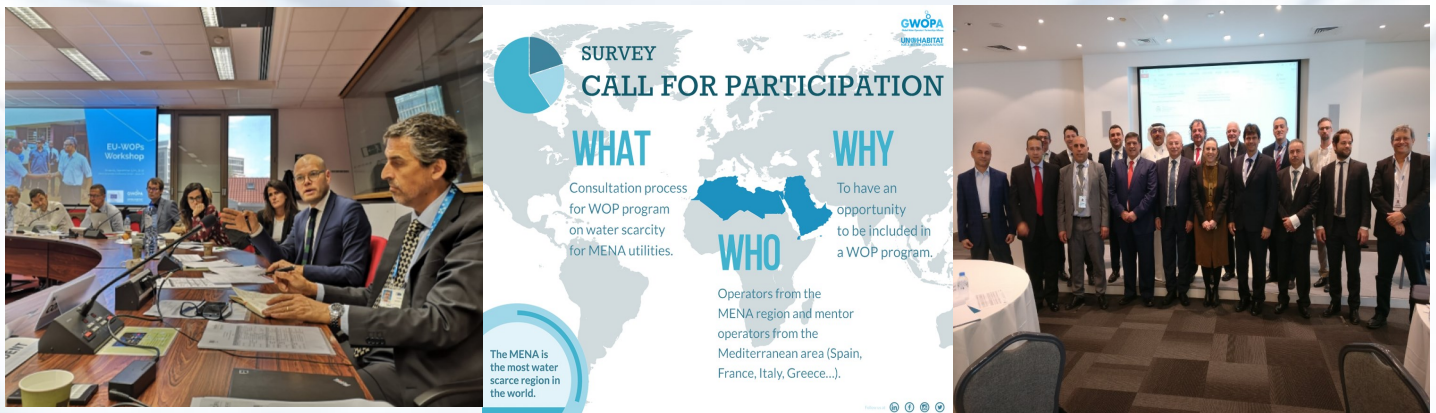 EU-WOPs
Workshop
GWOPA
UN HABITAT
SURVEY
CALL FOR PARTICIPATION
WHAT
Consultation process
for WOP program
on water scarcity
for MENA utilities.
WHY
To have an
opportunity
to be included in
a WOP program.
WHO
Operators from the
MENA region and mentor
operators from the
Mediterranean area (Spain,
France, Italy, Greece...).
The MENA is
the most water
scarce region in
the world.